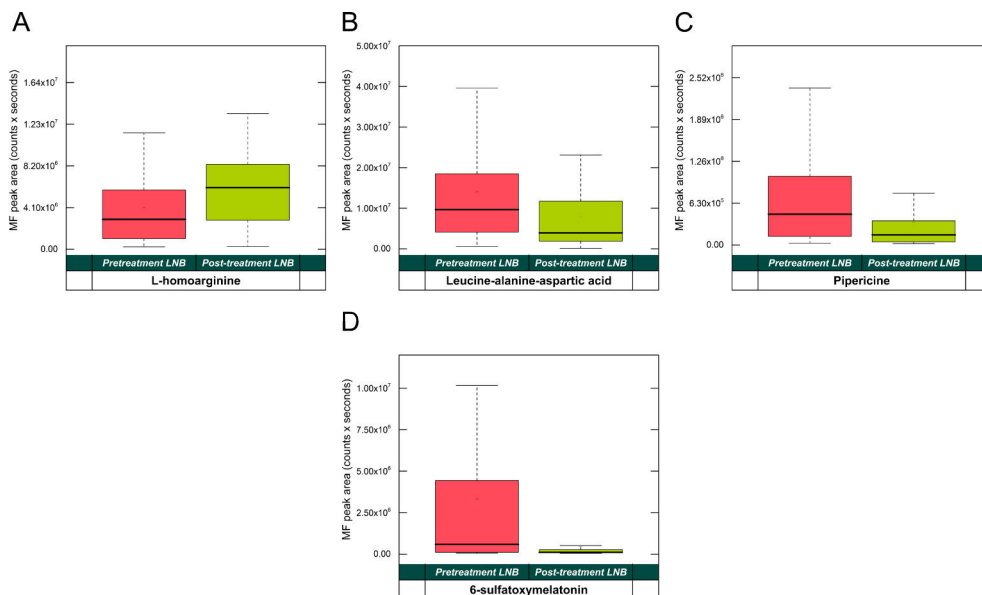 A
MF peak area (counts x seconds)
1.64x10⁷
1.23x10⁷
8.20x10⁶
4.10x10⁶
0.00
Pretreatment LNB Post-treatment LNB
L-homoarginine
B
MF peak area (counts x seconds)
5.00x10⁷
4.00x10⁷
3.00x10⁷
2.00x10⁷
1.00x10⁷
0.00
Pretreatment LNB Post-treatment LNB
Leucine-alanine-aspartic acid
C
MF peak area (counts x seconds)
2.52x10⁶
1.89x10⁶
1.26x10⁶
6.30x10⁵
0.00
Pretreatment LNB Post-treatment LNB
Pipericine
D
MF peak area (counts x seconds)
1.00x10⁷
7.50x10⁶
5.00x10⁶
2.50x10⁶
0.00
Pretreatment LNB Post-treatment LNB
6-sulfatoxymelatonin